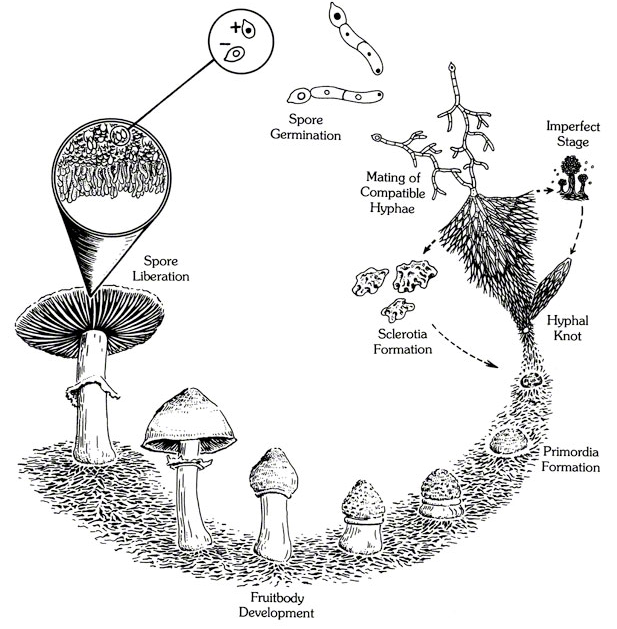 +
–
Spore
Germination
Imperfect
Stage
Mating of
Compatible
Hyphae
Spore
Liberation
Sclerotia
Formation
Hyphal
Knot
Primordia
Formation
Fruitbody
Development